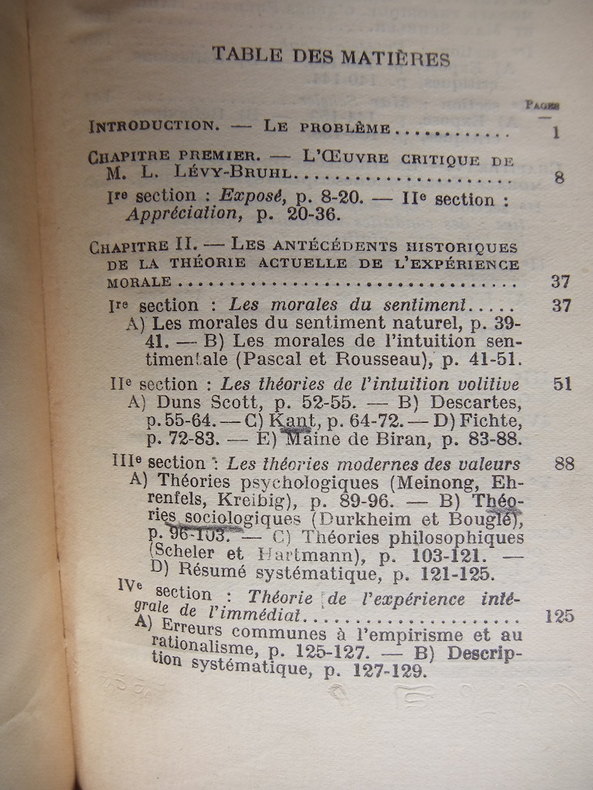 TABLE DES MATIÈRES
PAGES
INTRODUCTION. — LE PROBLÈME............ 1
CHAPITRE PREMIER. — L'ŒUVRE CRITIQUE DE
M. L. LÉVY-BRUHL...................... 8
Iʳᵉ section : Exposé, p. 8-20. — IIᵉ section :
Appréciation, p. 20-36.
CHAPITRE II. — LES ANTÉCÉDENTS HISTORIQUES
DE LA THÉORIE ACTUELLE DE L'EXPÉRIENCE
MORALE.................................. 37
Iʳᵉ section : Les morales du sentiment..... 37
A) Les morales du sentiment naturel, p. 39-
41. — B) Les morales de l'intuition sen-
timentale (Pascal et Rousseau), p. 41-51.
IIᵉ section : Les théories de l'intuition volitive 51
A) Duns Scott, p. 52-55. — B) Descartes,
p. 55-64. — C) Kant, p. 64-72. — D) Fichte,
p. 72-83. — E) Maine de Biran, p. 83-88.
IIIᵉ section : Les théories modernes des valeurs 88
A) Théories psychologiques (Meinong, Eh-
renfels, Kreibig), p. 89-96. — B) Théo-
ries sociologiques (Durkheim et Bouglé),
p. 96-103. — C) Théories philosophiques
(Scheler et Hartmann), p. 103-121. —
D) Résumé systématique, p. 121-125.
IVᵉ section : Théorie de l'expérience inté-
grale de l'immédiat........................ 125
A) Erreurs communes à l'empirisme et au
rationalisme, p. 125-127. — B) Descrip-
tion systématique, p. 127-129.